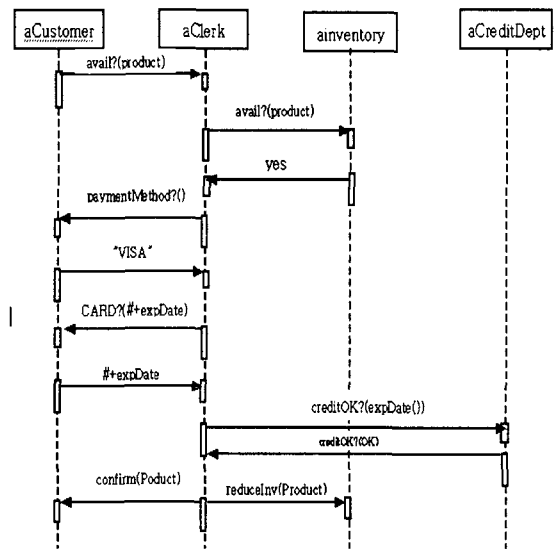 aCustomer aClerk ainventory aCreditDept
avail?(product)
avail?(product)
yes
paymentMethod?()
"VISA"
CARD?(#+expDate)
#+expDate
creditOK?(expDate())
creditOK?(OK)
confirm(Poduct) reduceInv(Product)